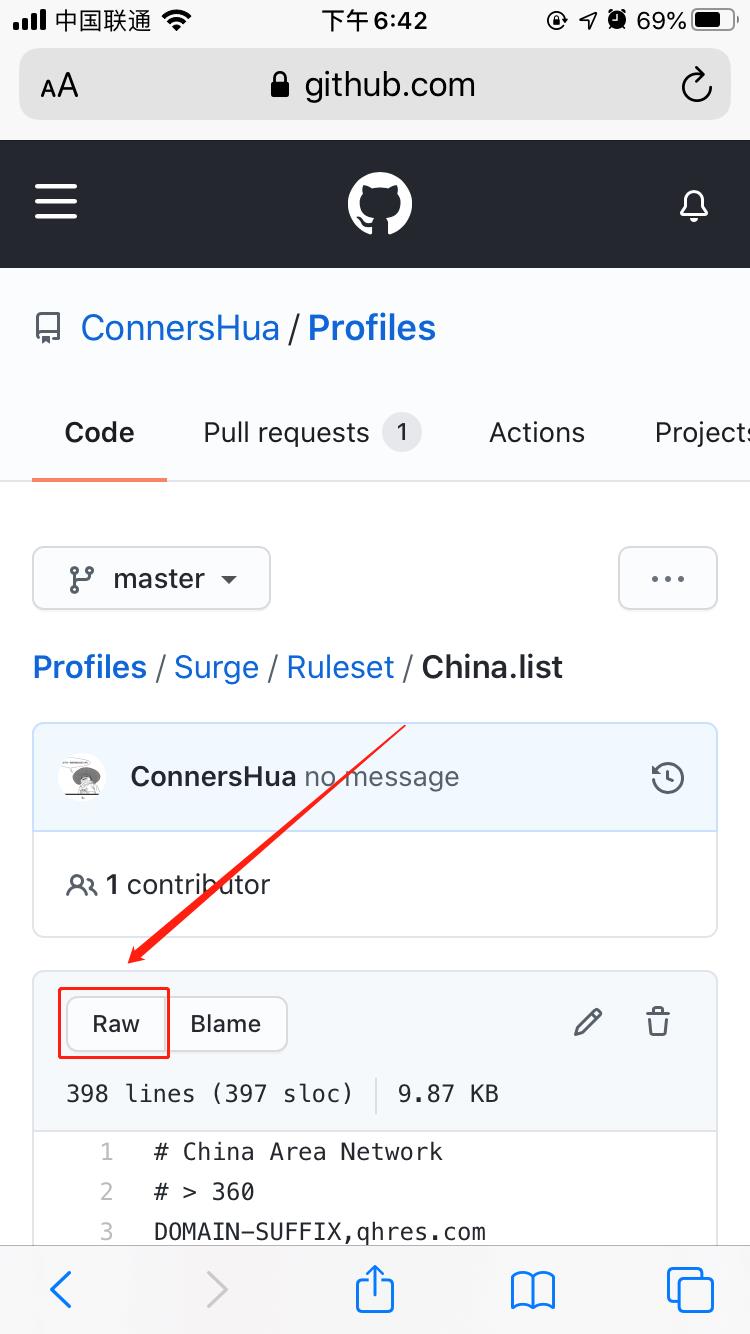 中国联通 下午6:42 69%
AA github.com
ConnersHua / Profiles
Code Pull requests 1 Actions Projects
master
Profiles / Surge / Ruleset / China.list
ConnersHua no message
1 contributor
Raw Blame
398 lines (397 sloc) 9.87 KB
1 # China Area Network
2 # > 360
3 DOMAIN-SUFFIX,qhres.com